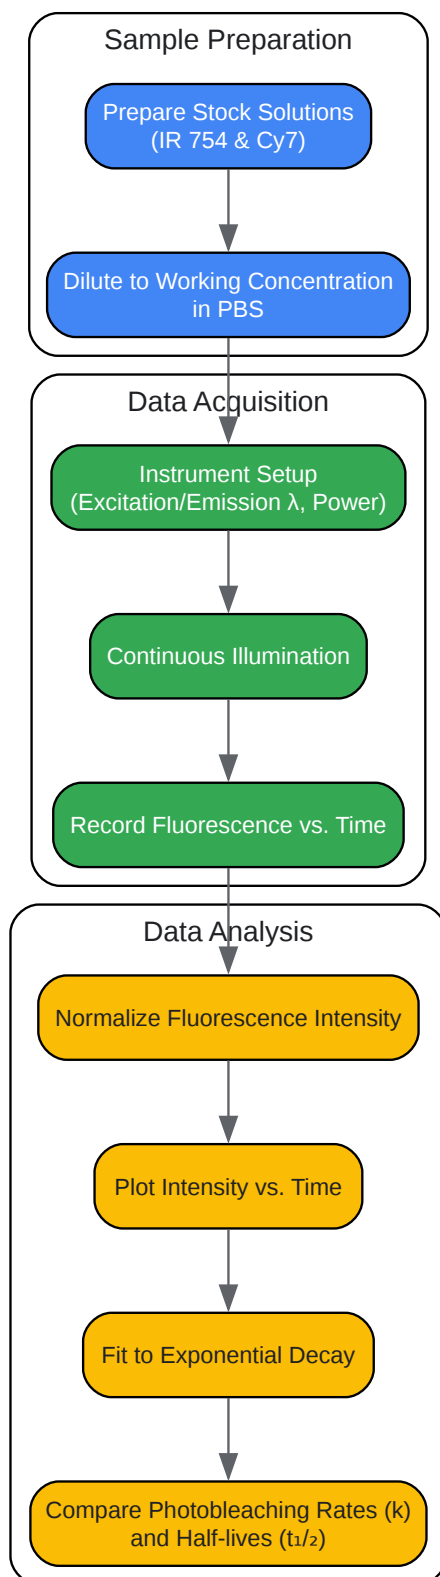 Sample Preparation
Prepare Stock Solutions
(IR 754 & Cy7)
Dilute to Working Concentration
in PBS
Data Acquisition
Instrument Setup
(Excitation/Emission λ, Power)
Continuous Illumination
Record Fluorescence vs. Time
Data Analysis
Normalize Fluorescence Intensity
Plot Intensity vs. Time
Fit to Exponential Decay
Compare Photobleaching Rates (k)
and Half-lives (t₁/₂)